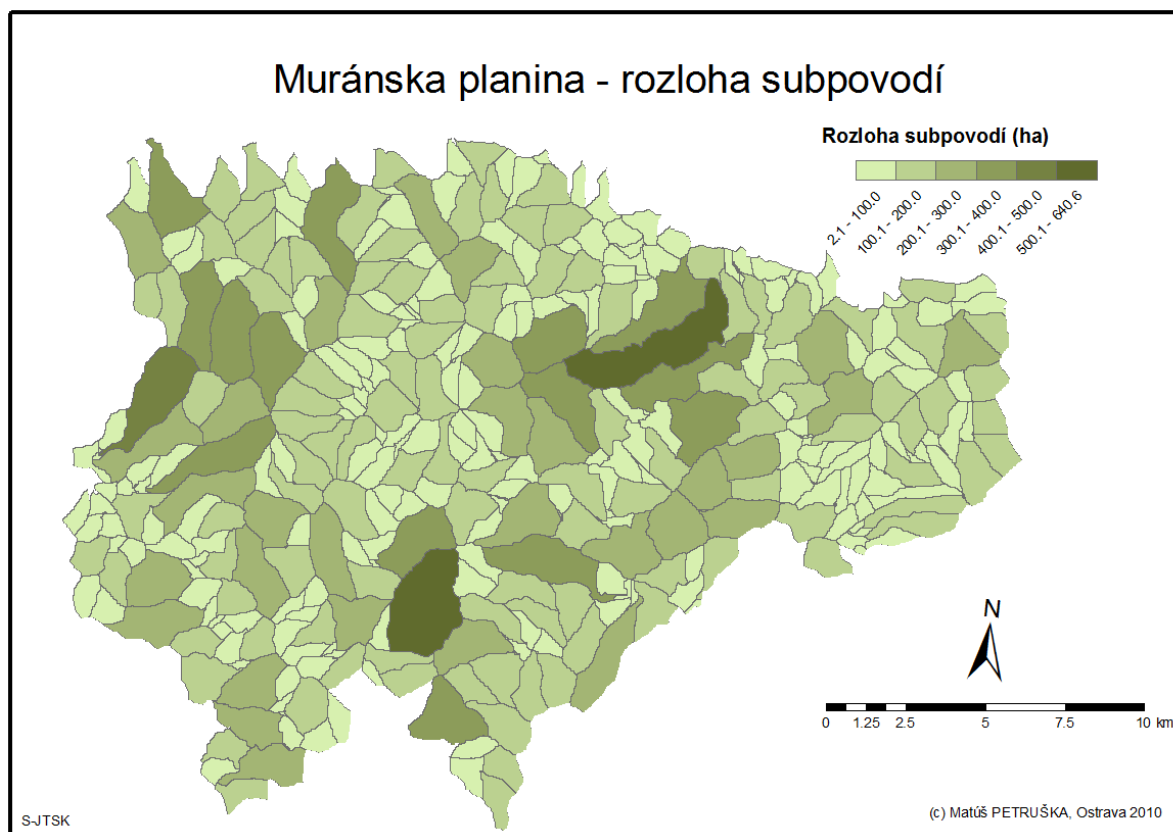 Muránska planina - rozloha subpovodí
Rozloha subpovodí (ha)
2.1 - 100.0
100.1 - 200.0
200.1 - 300.0
300.1 - 400.0
400.1 - 500.0
500.1 - 640.6
N
0 1.25 2.5 5 7.5 10 km
S-JTSK
(c) Matúš PETRUŠKA, Ostrava 2010